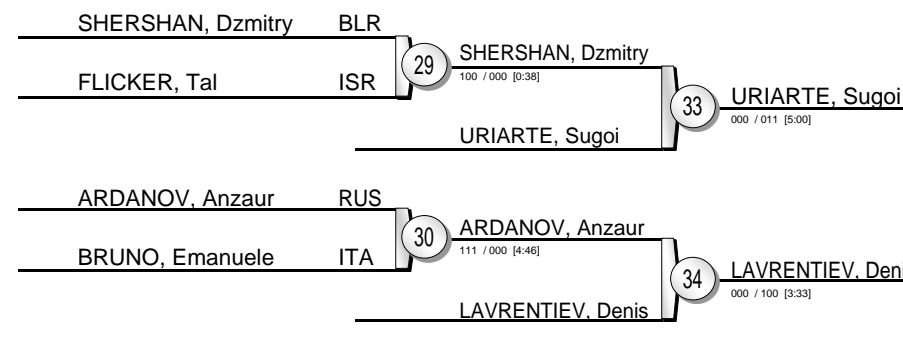 SHERSHAN, Dzmitry BLR
29
SHERSHAN, Dzmitry
100 / 000 [0:38]
FLICKER, Tal ISR
33
URIARTE, Sugoi
000 / 011 [5:00]
URIARTE, Sugoi
ARDANOV, Anzaur RUS
30
ARDANOV, Anzaur
111 / 000 [4:46]
BRUNO, Emanuele ITA
34
LAVRENTIEV, Deni
000 / 100 [3:33]
LAVRENTIEV, Denis